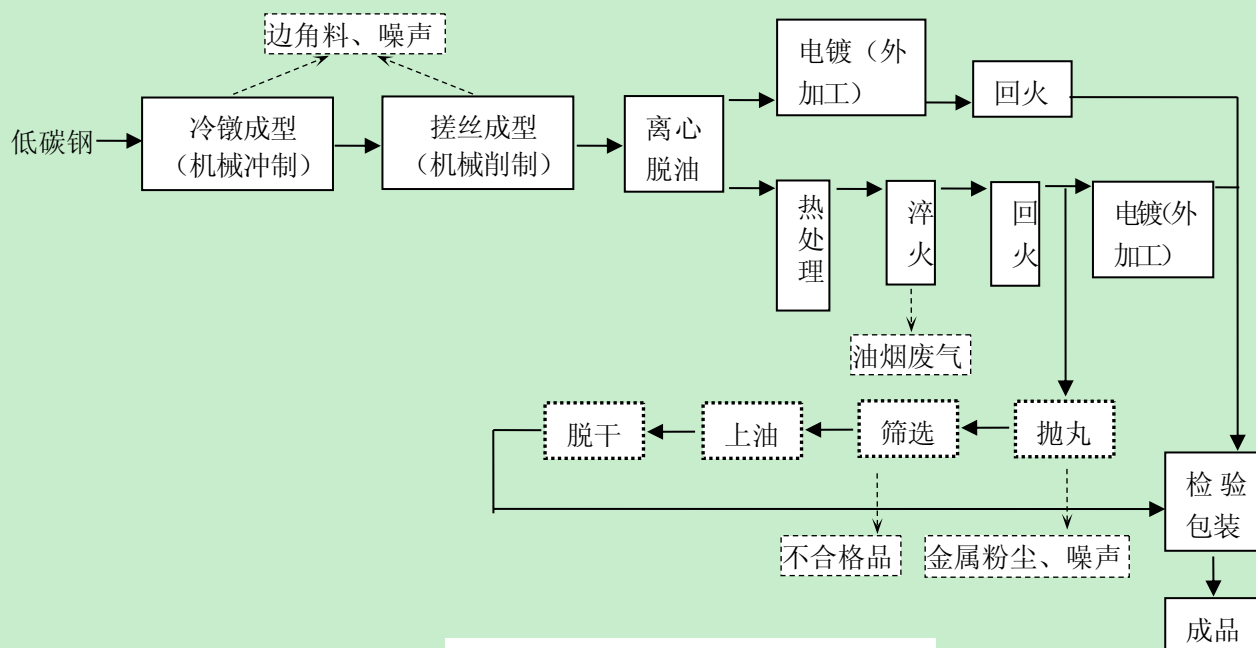 边角料、噪声
低碳钢
冷镦成型
（机械冲制）
搓丝成型
（机械削制）
离心
脱油
电镀（外
加工）
回火
热
处
理
淬
火
回
火
电镀(外
加工）
油烟废气
脱干
上油
筛选
抛丸
检 验
包装
不合格品
金属粉尘、噪声
成品